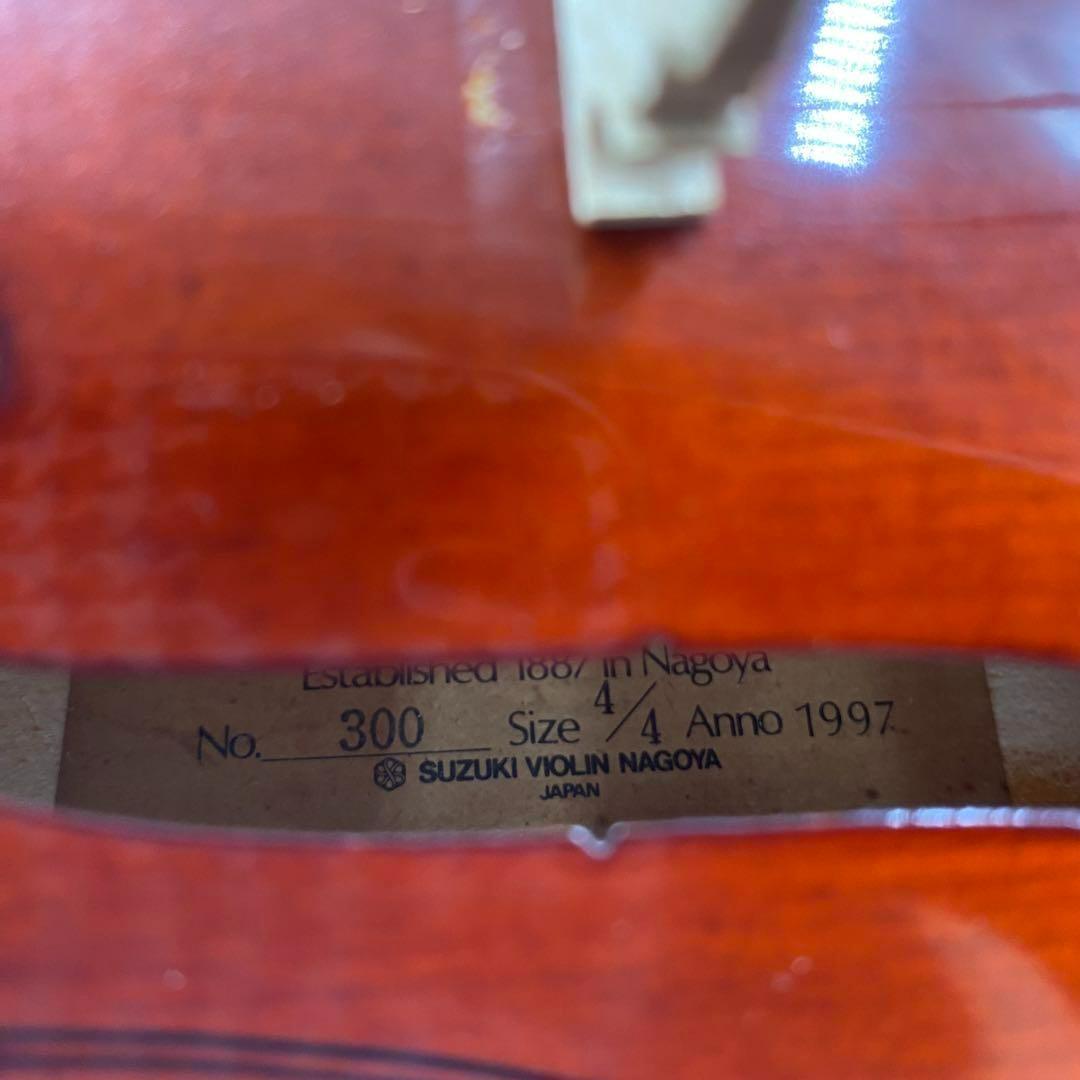 Established 1887 in Nagoya
No. 300 Size 4/4 Anno 1997
SUZUKI VIOLIN NAGOYA
JAPAN